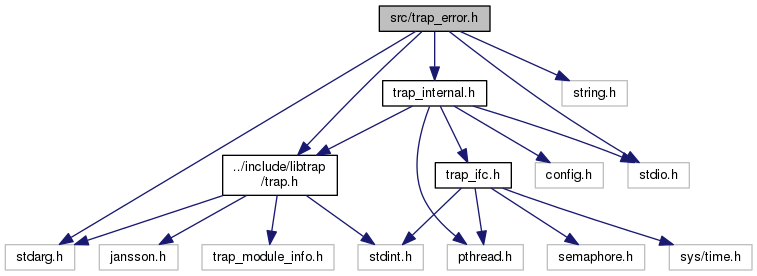 src/trap_error.h
trap_internal.h
string.h
../include/libtrap
/trap.h
trap_ifc.h
config.h
stdio.h
stdarg.h
jansson.h
trap_module_info.h
stdint.h
pthread.h
semaphore.h
sys/time.h